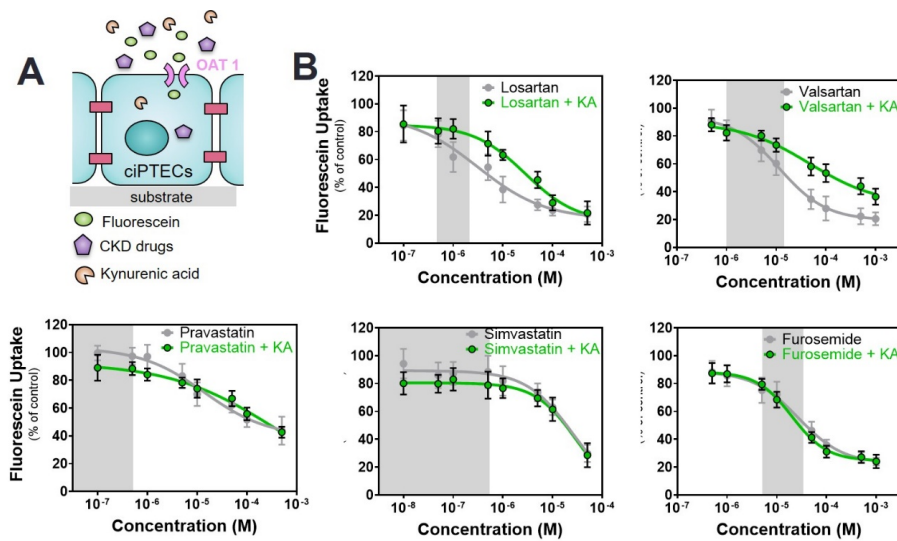 A
OAT 1
ciPTECs
substrate
Fluorescein
CKD drugs
Kynurenic acid
B
Fluorescein Uptake
(% of control)
120
100
80
60
40
20
0
Losartan
Losartan + KA
10⁻⁷ 10⁻⁶ 10⁻⁵ 10⁻⁴ 10⁻³
Concentration (M)
120
100
80
60
40
20
0
Valsartan
Valsartan + KA
10⁻⁷ 10⁻⁶ 10⁻⁵ 10⁻⁴ 10⁻³
Concentration (M)
Fluorescein Uptake
(% of control)
120
100
80
60
40
20
0
Pravastatin
Pravastatin + KA
10⁻⁷ 10⁻⁶ 10⁻⁵ 10⁻⁴ 10⁻³
Concentration (M)
120
100
80
60
40
20
0
Simvastatin
Simvastatin + KA
10⁻⁸ 10⁻⁷ 10⁻⁶ 10⁻⁵ 10⁻⁴
Concentration (M)
120
100
80
60
40
20
0
Furosemide
Furosemide + KA
10⁻⁷ 10⁻⁶ 10⁻⁵ 10⁻⁴ 10⁻³
Concentration (M)